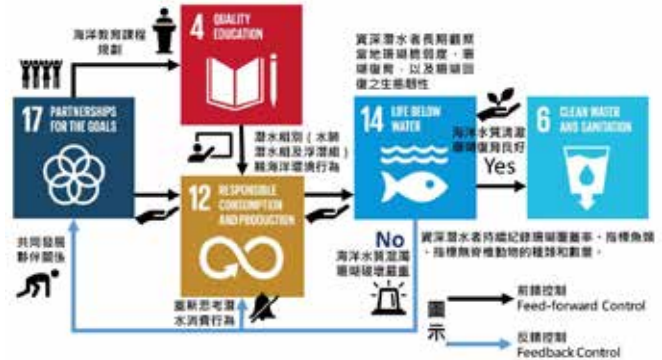 海洋教育課程
規劃
4 QUALITY
EDUCATION
資深潛水者長期觀察
當地珊瑚脆弱度、珊
瑚復育、以及珊瑚回
復之生態韌性
17 PARTNERSHIPS
FOR THE GOALS
潛水組別（水肺
潛水組及浮潛組）
親海洋環境行為
14 LIFE BELOW
WATER
海洋水質清澈
珊瑚復育良好
Yes
6 CLEAN WATER
AND SANITATION
12 RESPONSIBLE
CONSUMPTION
AND PRODUCTION
共同發展
夥伴關係
No
海洋水質混濁
珊瑚破壞嚴重
資深潛水者持續紀錄珊瑚覆蓋率、指標魚類
、指標無脊椎動物的種類和數量。
重新思考潛
水消費行為
圖示
前饋控制
Feed-forward Control
反饋控制
Feedback Control